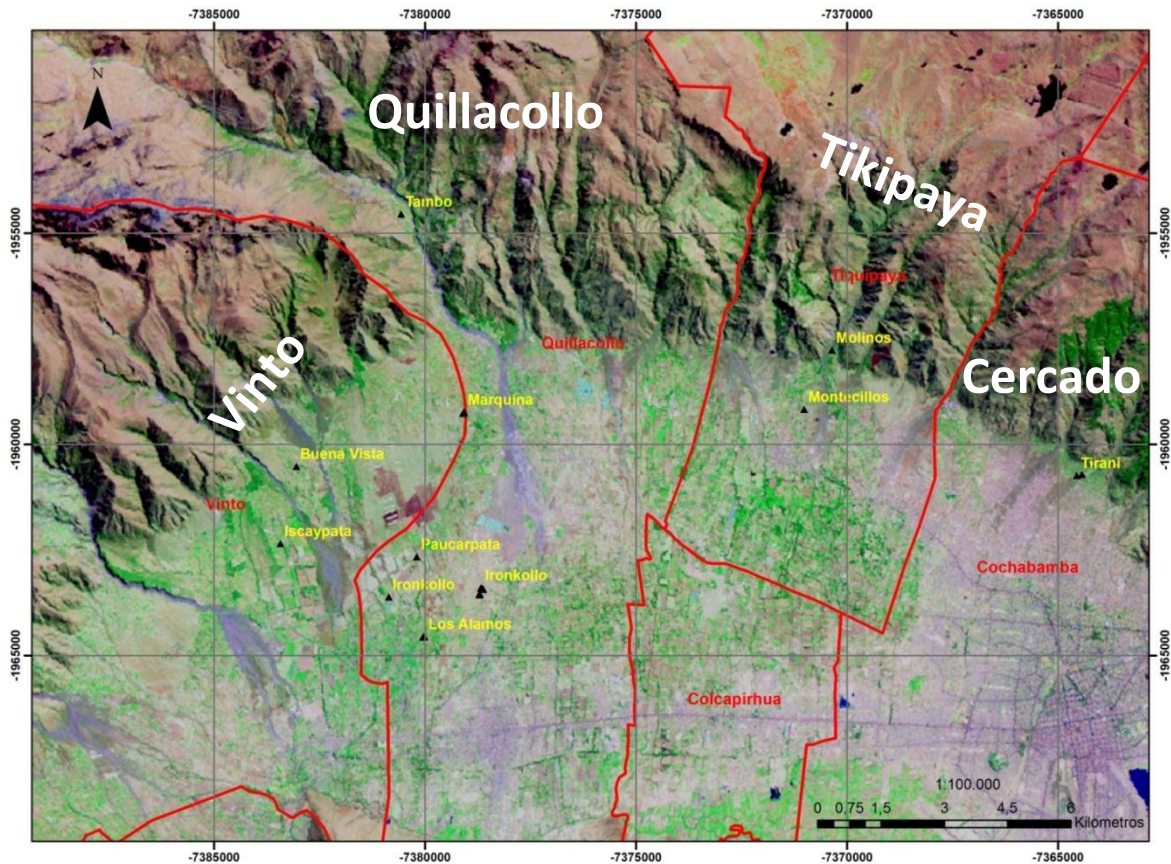 -7385000 -7380000 -7375000 -7370000 -7365000
N
Quillacollo
Tikipaya
Tambo
-1955000 -1955000
Tiquipaya
Quillacollo
Molinos
Vinto
Cercado
Marquina
Montecillos
-1960000 -1960000
Buena Vista
Tirani
Vinto
Iscaypata
Paucarpata
Cochabamba
Ironkollo
Ironkollo
Los Alamos
-1965000 -1965000
Colcapirhua
1:100.000
0 0,75 1,5 3 4,5 6
Kilometros
-7385000 -7380000 -7375000 -7370000 -7365000